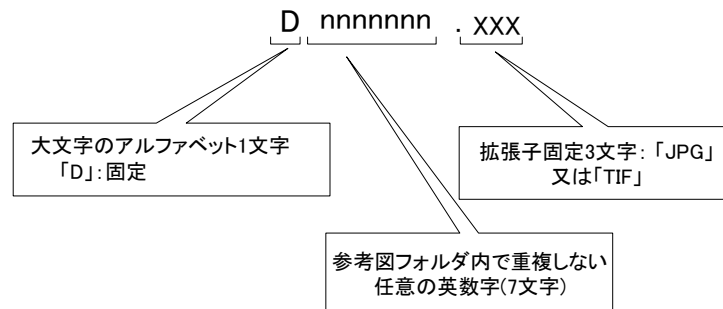 D nnnnnnn . XXX
大文字のアルファベット1文字
「D」:固定
拡張子固定3文字:「JPG」
又は「TIF」
参考図フォルダ内で重複しない
任意の英数字(7文字)